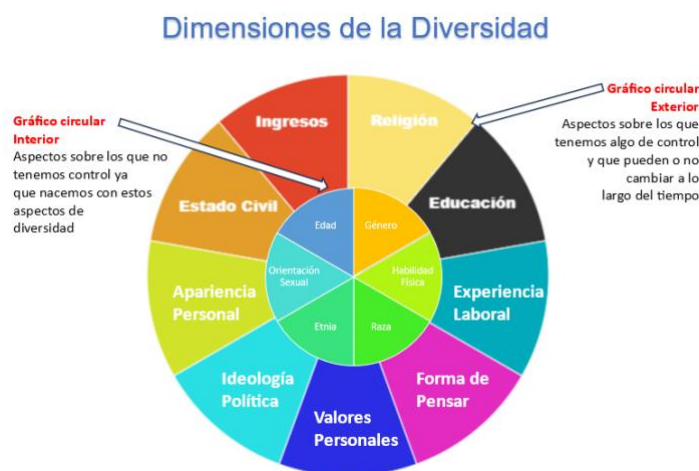 Dimensiones de la Diversidad
Gráfico circular
Interior
Aspectos sobre los que no
tenemos control ya
que nacemos con estos
aspectos de
diversidad
Gráfico circular
Exterior
Aspectos sobre los que
tenemos algo de control
y que pueden o no
cambiar a lo
largo del tiempo
Ingresos
Religión
Estado Civil
Educación
Edad
Género
Orientación
Sexual
Habilidad
Física
Etnia
Raza
Apariencia
Personal
Experiencia
Laboral
Ideología
Política
Forma de
Pensar
Valores
Personales